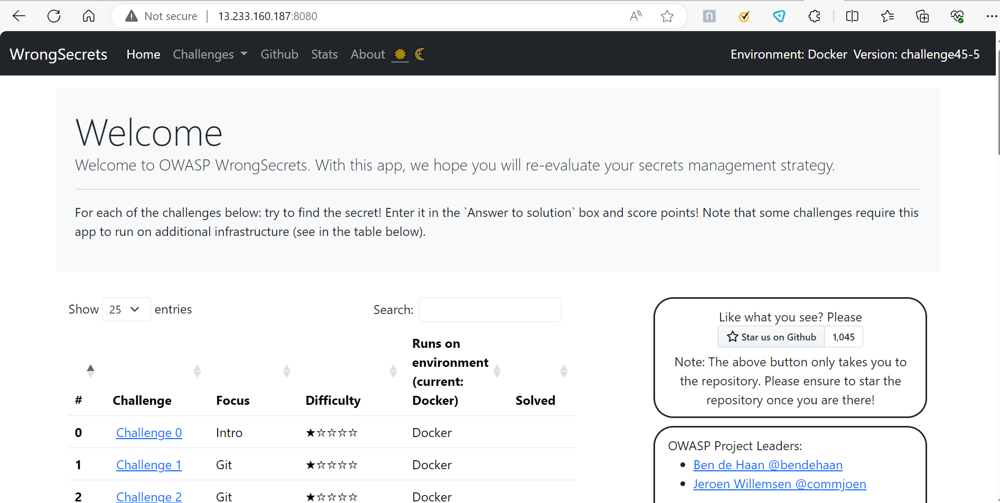 Not secure 13.233.160.187:8080
WrongSecrets Home Challenges Github Stats About Environment: Docker Version: challenge45-5
Welcome
Welcome to OWASP WrongSecrets. With this app, we hope you will re-evaluate your secrets management strategy.
For each of the challenges below: try to find the secret! Enter it in the `Answer to solution` box and score points! Note that some challenges require this
app to run on additional infrastructure (see in the table below).
Show 25 entries Search:
Runs on
environment
(current:
# Challenge Focus Difficulty Docker) Solved
0 Challenge 0 Intro ★☆☆☆☆ Docker
1 Challenge 1 Git ★☆☆☆☆ Docker
2 Challenge 2 Git ★☆☆☆☆ Docker
Like what you see? Please
Star us on Github 1,045
Note: The above button only takes you to
the repository. Please ensure to star the
repository once you are there!
OWASP Project Leaders:
Ben de Haan @bendehaan
Jeroen Willemsen @commjoen